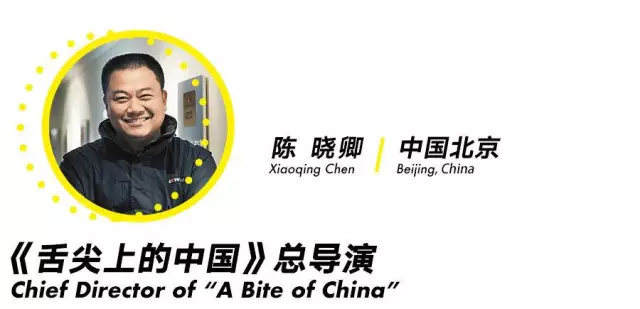 陈 晓卿 | 中国北京
Xiaoqing Chen Beijing, China
《舌尖上的中国》总导演
Chief Director of “A Bite of China”